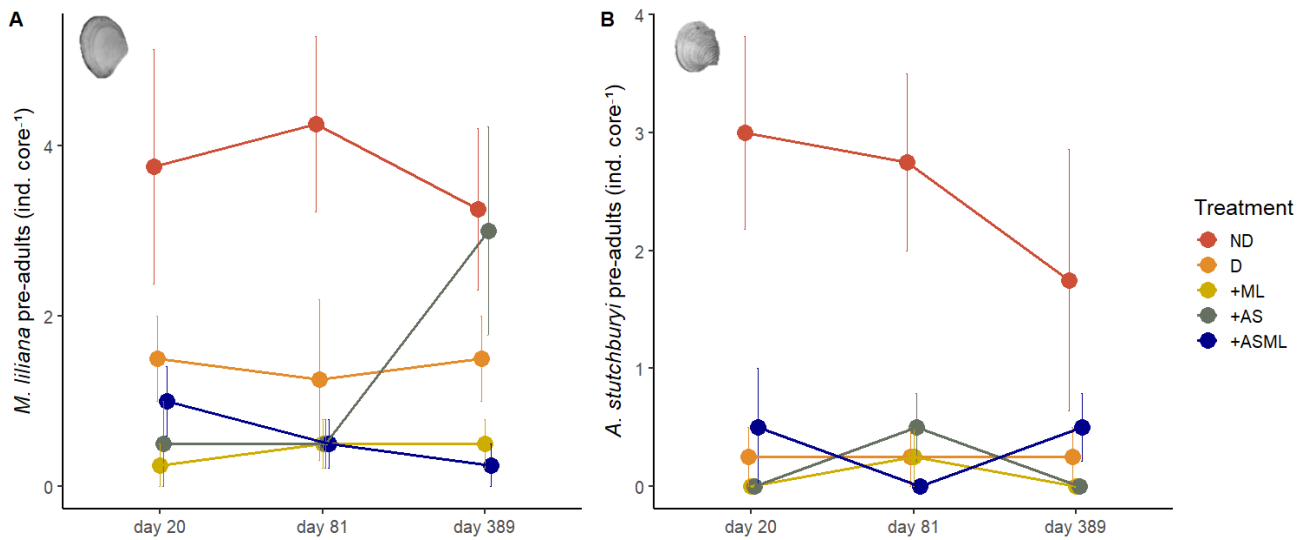 A
M. liliana pre-adults (ind. core⁻¹)
4
2
0
day 20
day 81
day 389
B
A. stutchburyi pre-adults (ind. core⁻¹)
4
3
2
1
0
day 20
day 81
day 389
Treatment
ND
D
+ML
+AS
+ASML